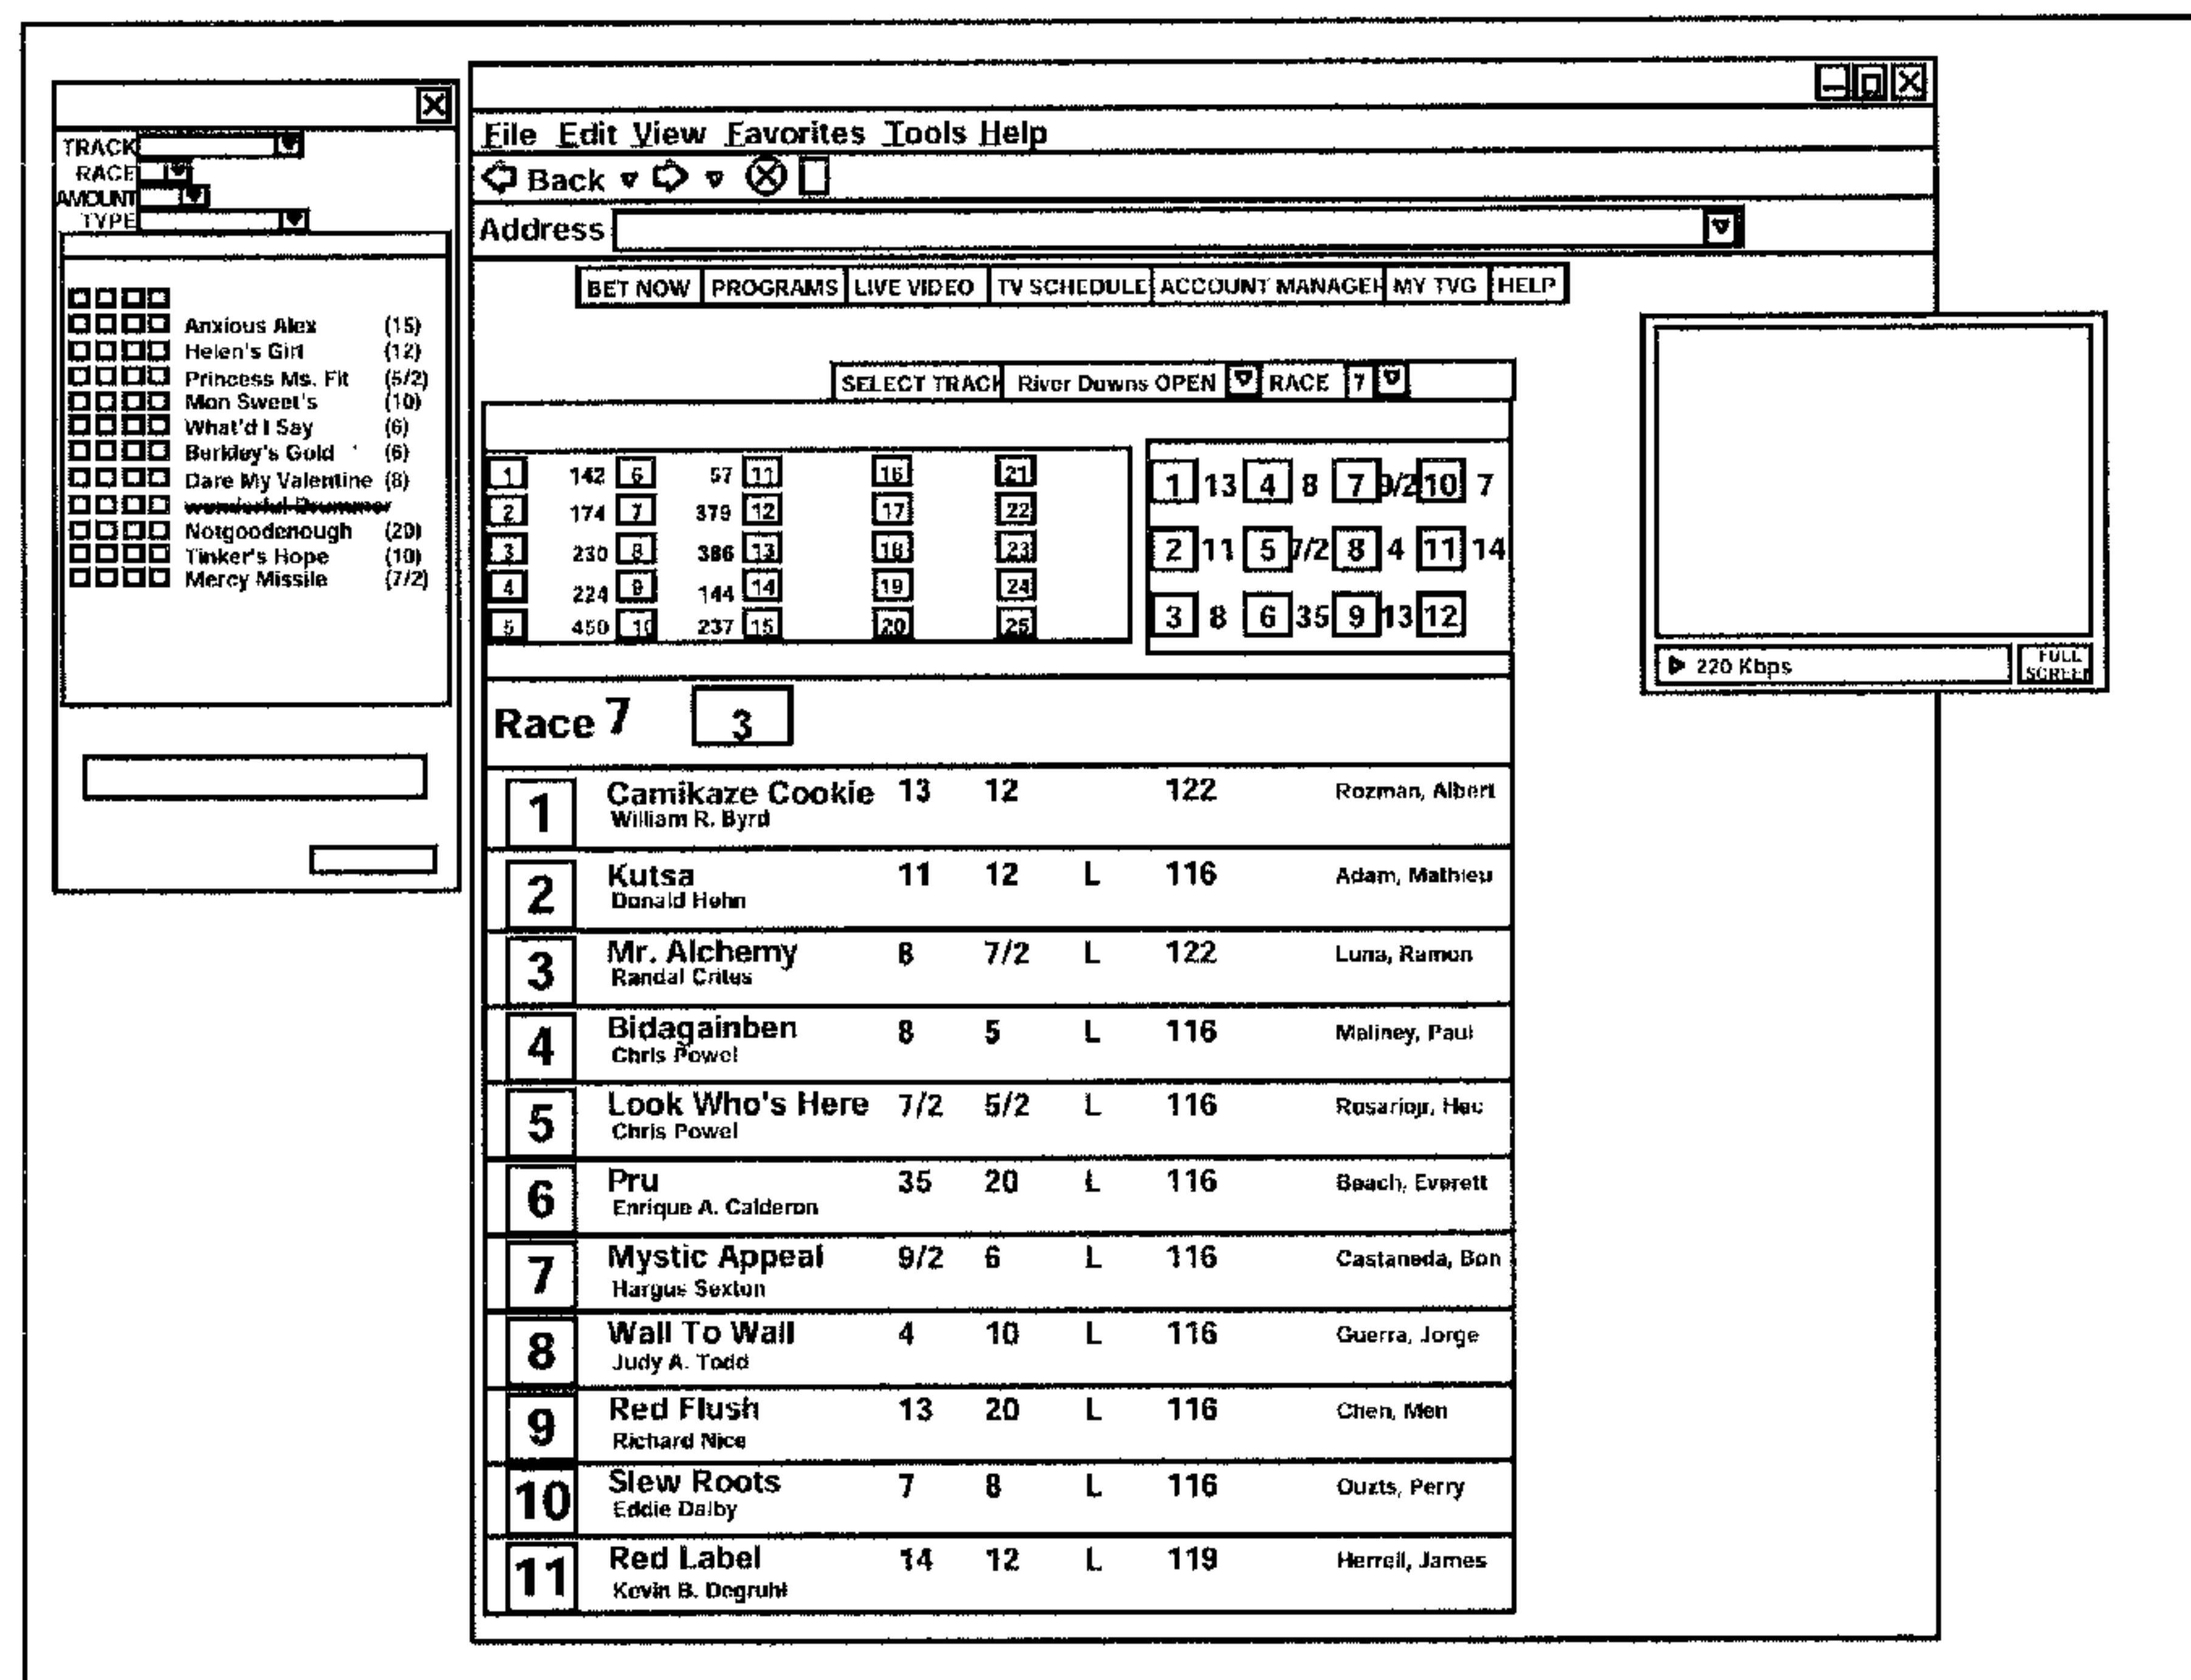 TRACK
RACE
AMOUNT
TYPE
Anxious Alex (15)
Helen's Girl (12)
Princess Ms. Fit (5/2)
Mon Sweet's (10)
What'd I Say (6)
Berkley's Gold (6)
Dare My Valentine (8)
wonderful Drummer
Notgoodenough (20)
Tinker's Hope (10)
Mercy Missile (7/2)
File Edit View Favorites Tools Help
Back
Address
BET NOW PROGRAMS LIVE VIDEO TV SCHEDULE ACCOUNT MANAGER MY TVG HELP
SELECT TRACK River Downs OPEN RACE 7
1 142 6 57 11 16 21
2 174 7 379 12 17 22
3 230 8 386 13 18 23
4 224 9 144 14 19 24
5 450 10 237 15 20 25
1 13 4 8 7 9/2 10 7
2 11 5 7/2 8 4 11 14
3 8 6 35 9 13 12
220 Kbps
FULL
SCREEN
Race 7 3
1 Camikaze Cookie 13 12 122 Rozman, Albert
William R. Byrd
2 Kutsa 11 12 L 116 Adam, Mathieu
Donald Hehn
3 Mr. Alchemy 8 7/2 L 122 Luna, Ramon
Randal Crites
4 Bidagainben 8 5 L 116 Maliney, Paul
Chris Powel
5 Look Who's Here 7/2 5/2 L 116 Rosariojr, Hec
Chris Powel
6 Pru 35 20 L 116 Beach, Everett
Enrique A. Calderon
7 Mystic Appeal 9/2 6 L 116 Castaneda, Bon
Hargus Sexton
8 Wall To Wall 4 10 L 116 Guerra, Jorge
Judy A. Todd
9 Red Flush 13 20 L 116 Chen, Men
Richard Nice
10 Slew Roots 7 8 L 116 Ouzts, Perry
Eddie Dalby
11 Red Label 14 12 L 119 Herrell, James
Kevin B. Degruhl